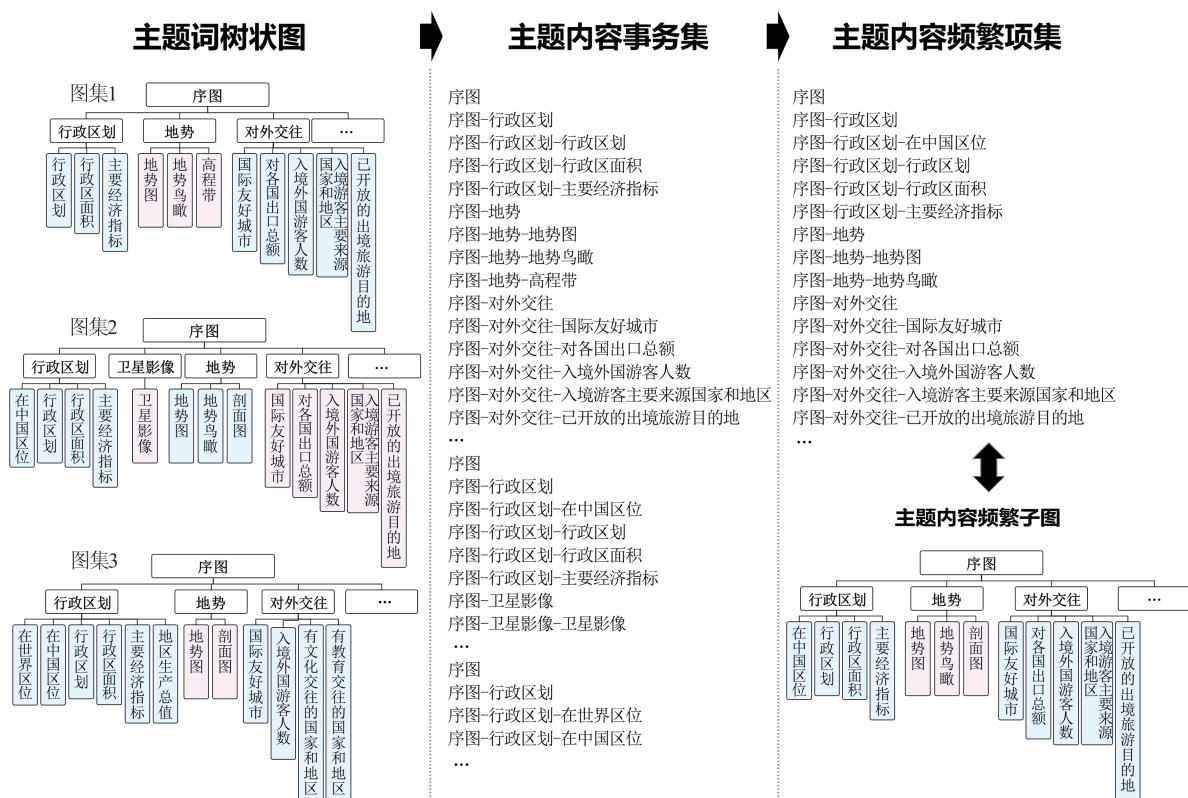 主题词树状图
主题内容事务集
主题内容频繁项集
图集1
序图
行政区划
地势
对外交往
…
行政区划
行政区面积
主要经济指标
地势图
地势鸟瞰
高程带
国际友好城市
对各国出口总额
入境外国游客人数
入境游客主要来源
国家和地区
已开放的出境旅游目的地
图集2
序图
行政区划
卫星影像
地势
对外交往
…
在中国区位
行政区划
行政区面积
主要经济指标
卫星影像
地势图
地势鸟瞰
剖面图
国际友好城市
对各国出口总额
入境外国游客人数
入境游客主要来源
国家和地区
已开放的出境旅游目的地
图集3
序图
行政区划
地势
对外交往
…
在世界区位
在中国区位
行政区划
行政区面积
主要经济指标
地区生产总值
地势图
剖面图
国际友好城市
入境外国游客人数
有文化交往的国家和地区
有教育交往的国家和地区
序图
序图-行政区划
序图-行政区划-行政区划
序图-行政区划-行政区面积
序图-行政区划-主要经济指标
序图-地势
序图-地势-地势图
序图-地势-地势鸟瞰
序图-地势-高程带
序图-对外交往
序图-对外交往-国际友好城市
序图-对外交往-对各国出口总额
序图-对外交往-入境外国游客人数
序图-对外交往-入境游客主要来源国家和地区
序图-对外交往-已开放的出境旅游目的地
…
序图
序图-行政区划
序图-行政区划-在中国区位
序图-行政区划-行政区划
序图-行政区划-行政区面积
序图-行政区划-主要经济指标
序图-卫星影像
序图-卫星影像-卫星影像
…
序图
序图-行政区划
序图-行政区划-在世界区位
序图-行政区划-在中国区位
…
序图
序图-行政区划
序图-行政区划-在中国区位
序图-行政区划-行政区划
序图-行政区划-行政区面积
序图-行政区划-主要经济指标
序图-地势
序图-地势-地势图
序图-地势-地势鸟瞰
序图-对外交往
序图-对外交往-国际友好城市
序图-对外交往-对各国出口总额
序图-对外交往-入境外国游客人数
序图-对外交往-入境游客主要来源国家和地区
序图-对外交往-已开放的出境旅游目的地
…
主题内容频繁子图
序图
行政区划
地势
对外交往
…
在中国区位
行政区划
行政区面积
主要经济指标
地势图
地势鸟瞰
剖面图
国际友好城市
对各国出口总额
入境外国游客人数
入境游客主要来源
国家和地区
已开放的出境旅游目的地